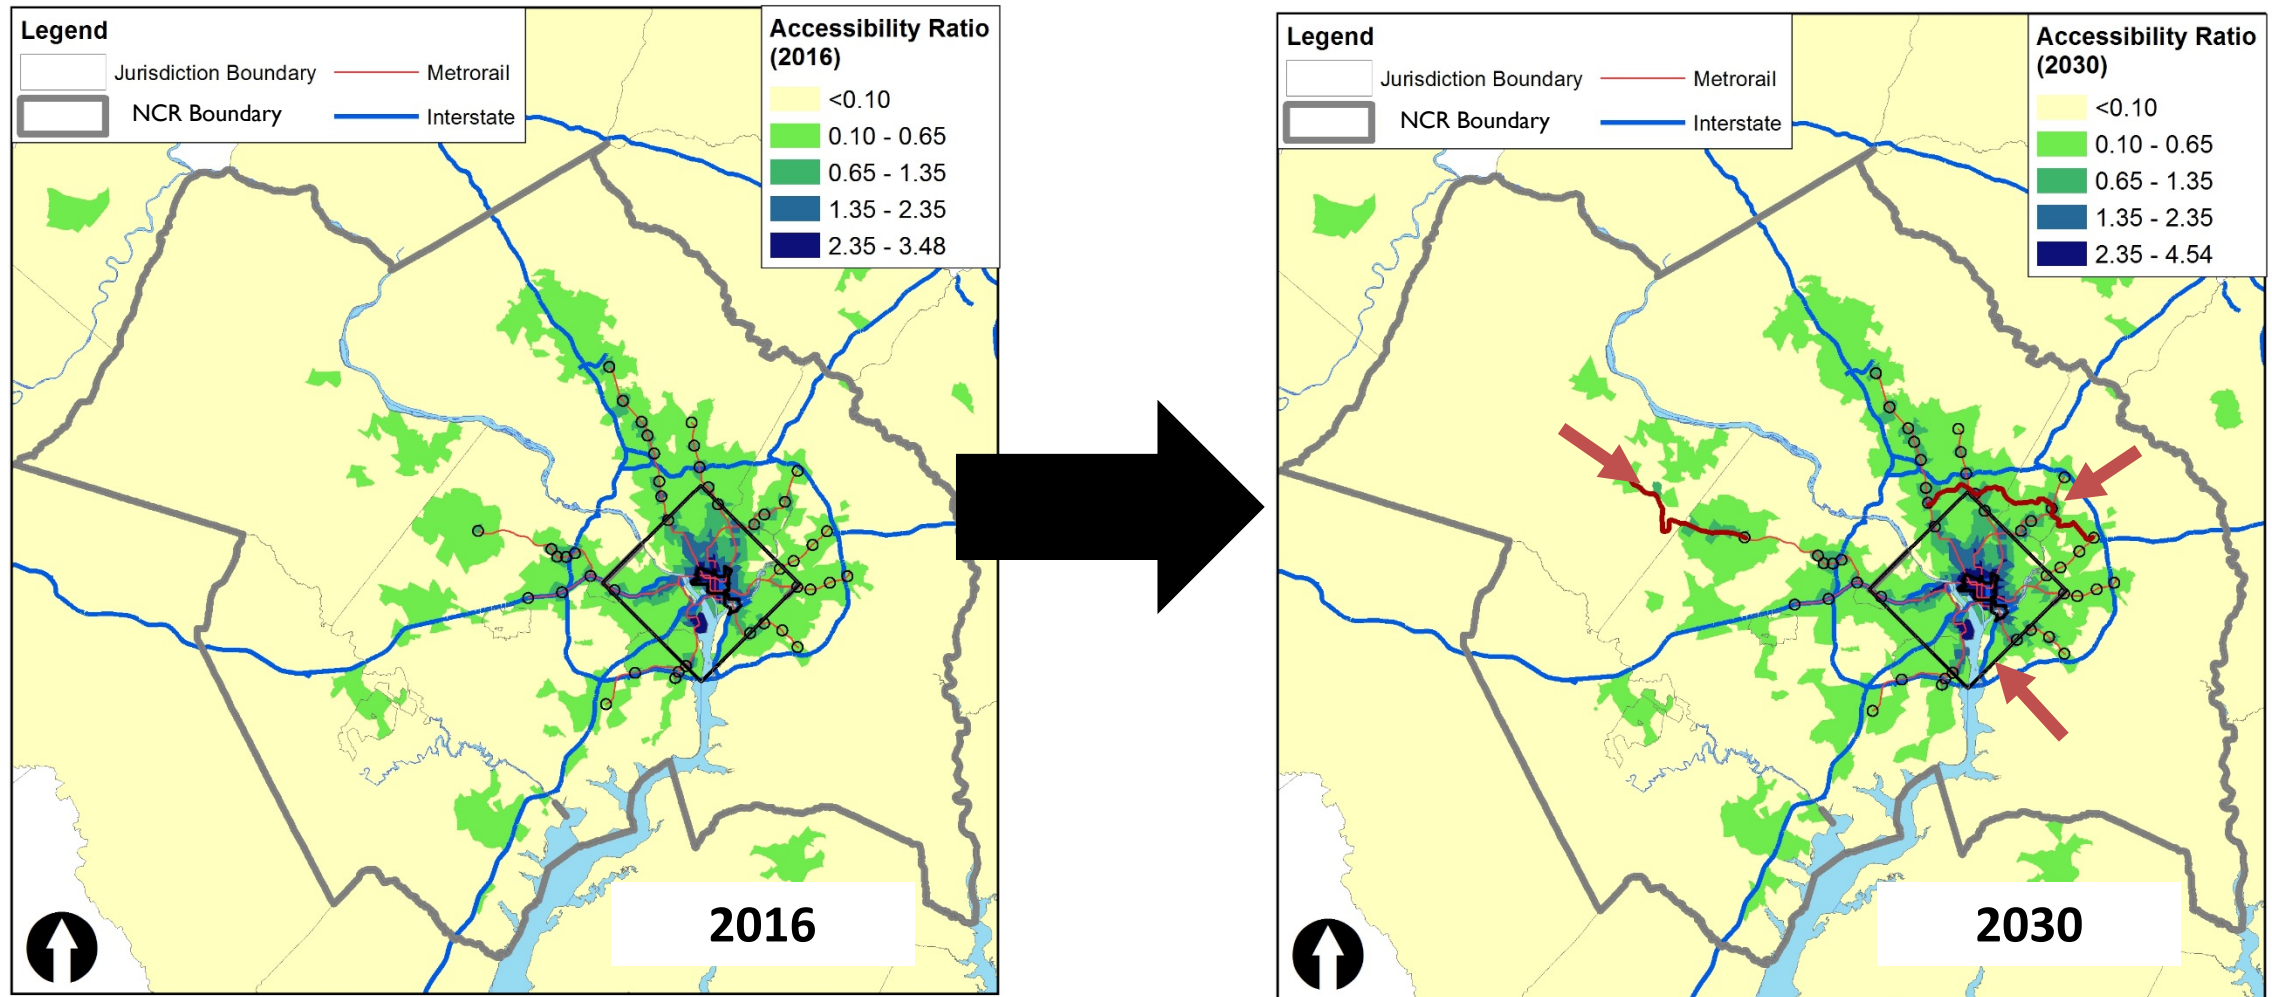 Legend
Jurisdiction Boundary
Metrorail
NCR Boundary
Interstate
Accessibility Ratio
(2016)
<0.10
0.10 - 0.65
0.65 - 1.35
1.35 - 2.35
2.35 - 3.48
2016
Legend
Jurisdiction Boundary
Metrorail
NCR Boundary
Interstate
Accessibility Ratio
(2030)
<0.10
0.10 - 0.65
0.65 - 1.35
1.35 - 2.35
2.35 - 4.54
2030